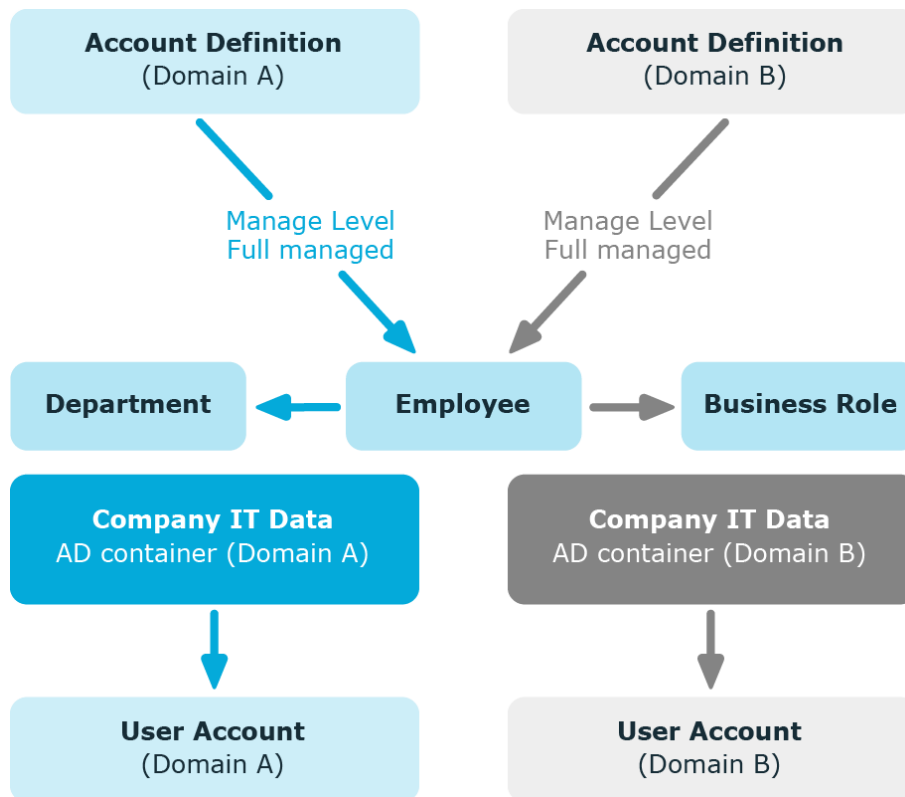 Account Definition
(Domain A)
Account Definition
(Domain B)
Manage Level
Full managed
Manage Level
Full managed
Department
Employee
Business Role
Company IT Data
AD container (Domain A)
Company IT Data
AD container (Domain B)
User Account
(Domain A)
User Account
(Domain B)